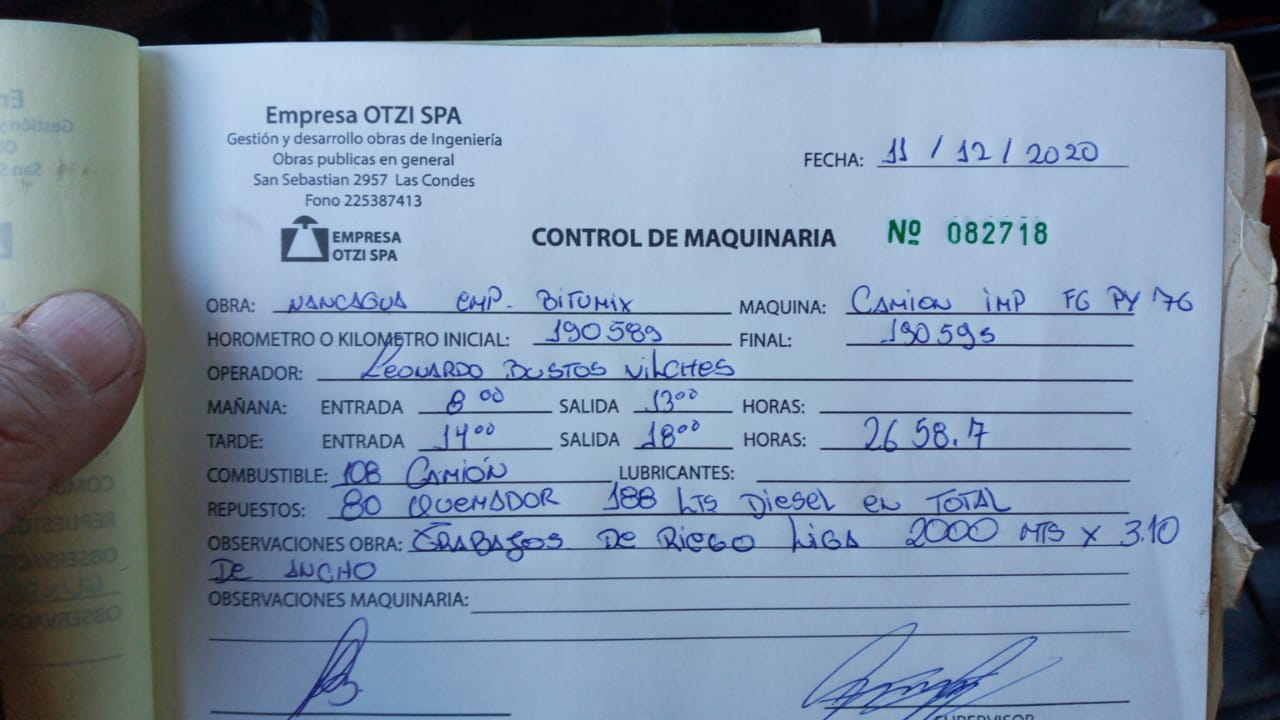 Empresa OTZI SPA
Gestión y desarrollo obras de Ingeniería
Obras publicas en general
San Sebastian 2957 Las Condes
Fono 225387413
EMPRESA
OTZI SPA
FECHA: 11 / 12 / 2020
CONTROL DE MAQUINARIA Nº 082718
OBRA: NANCAGUA EMP. BITUMIX MAQUINA: CAMION IMP FG PY 76
HOROMETRO O KILOMETRO INICIAL: 190589 FINAL: 190595
OPERADOR: LEONARDO BUSTOS VILCHES
MAÑANA: ENTRADA 8 00 SALIDA 13 00 HORAS:
TARDE: ENTRADA 14 00 SALIDA 18 00 HORAS: 2658.7
COMBUSTIBLE: 108 CAMIÓN LUBRICANTES:
REPUESTOS: 80 QUEMADOR 188 LTS DIESEL EN TOTAL
OBSERVACIONES OBRA: TRABAJOS DE RIEGO LIGA 2000 MTS X 3.10
DE ANCHO
OBSERVACIONES MAQUINARIA:
SUPERVISOR